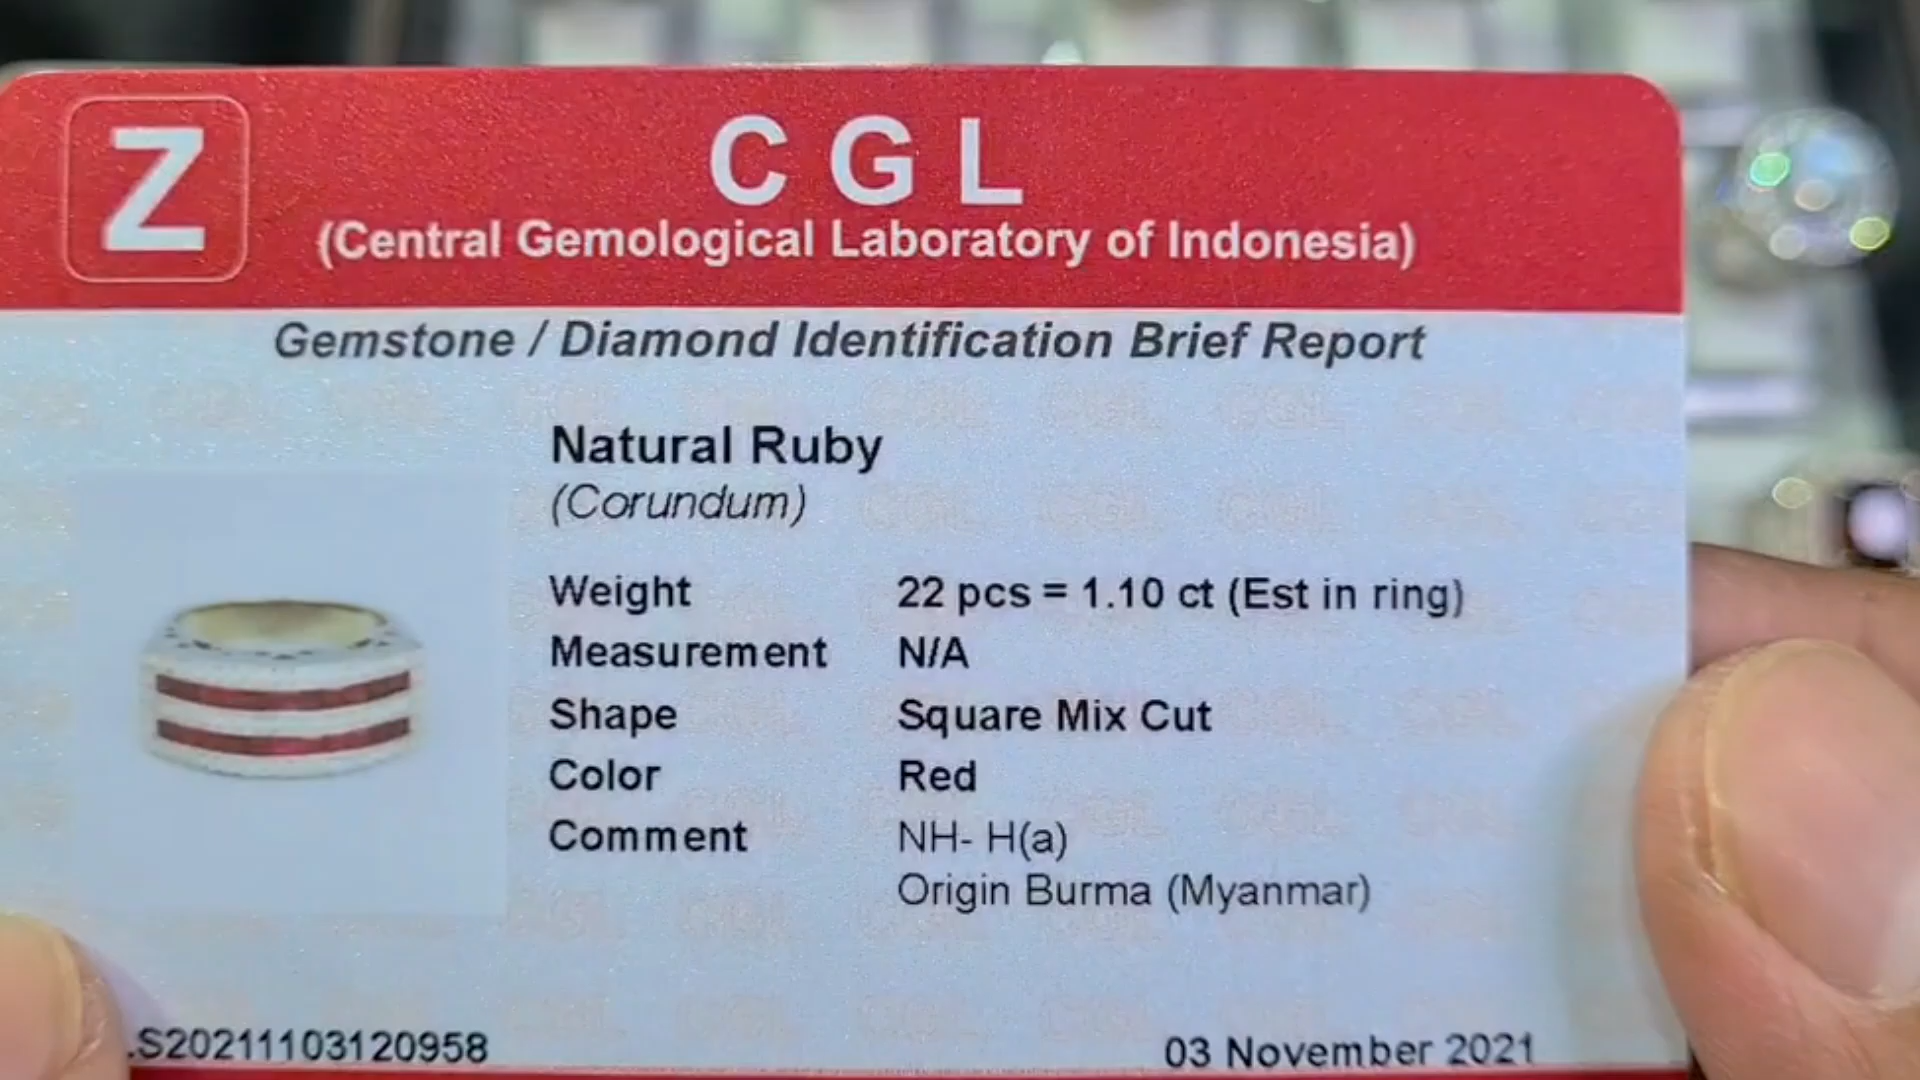 Z
C G L
(Central Gemological Laboratory of Indonesia)
Gemstone / Diamond Identification Brief Report
Natural Ruby
(Corundum)
Weight 22 pcs = 1.10 ct (Est in ring)
Measurement N/A
Shape Square Mix Cut
Color Red
Comment NH- H(a)
Origin Burma (Myanmar)
.S20211103120958 03 November 2021